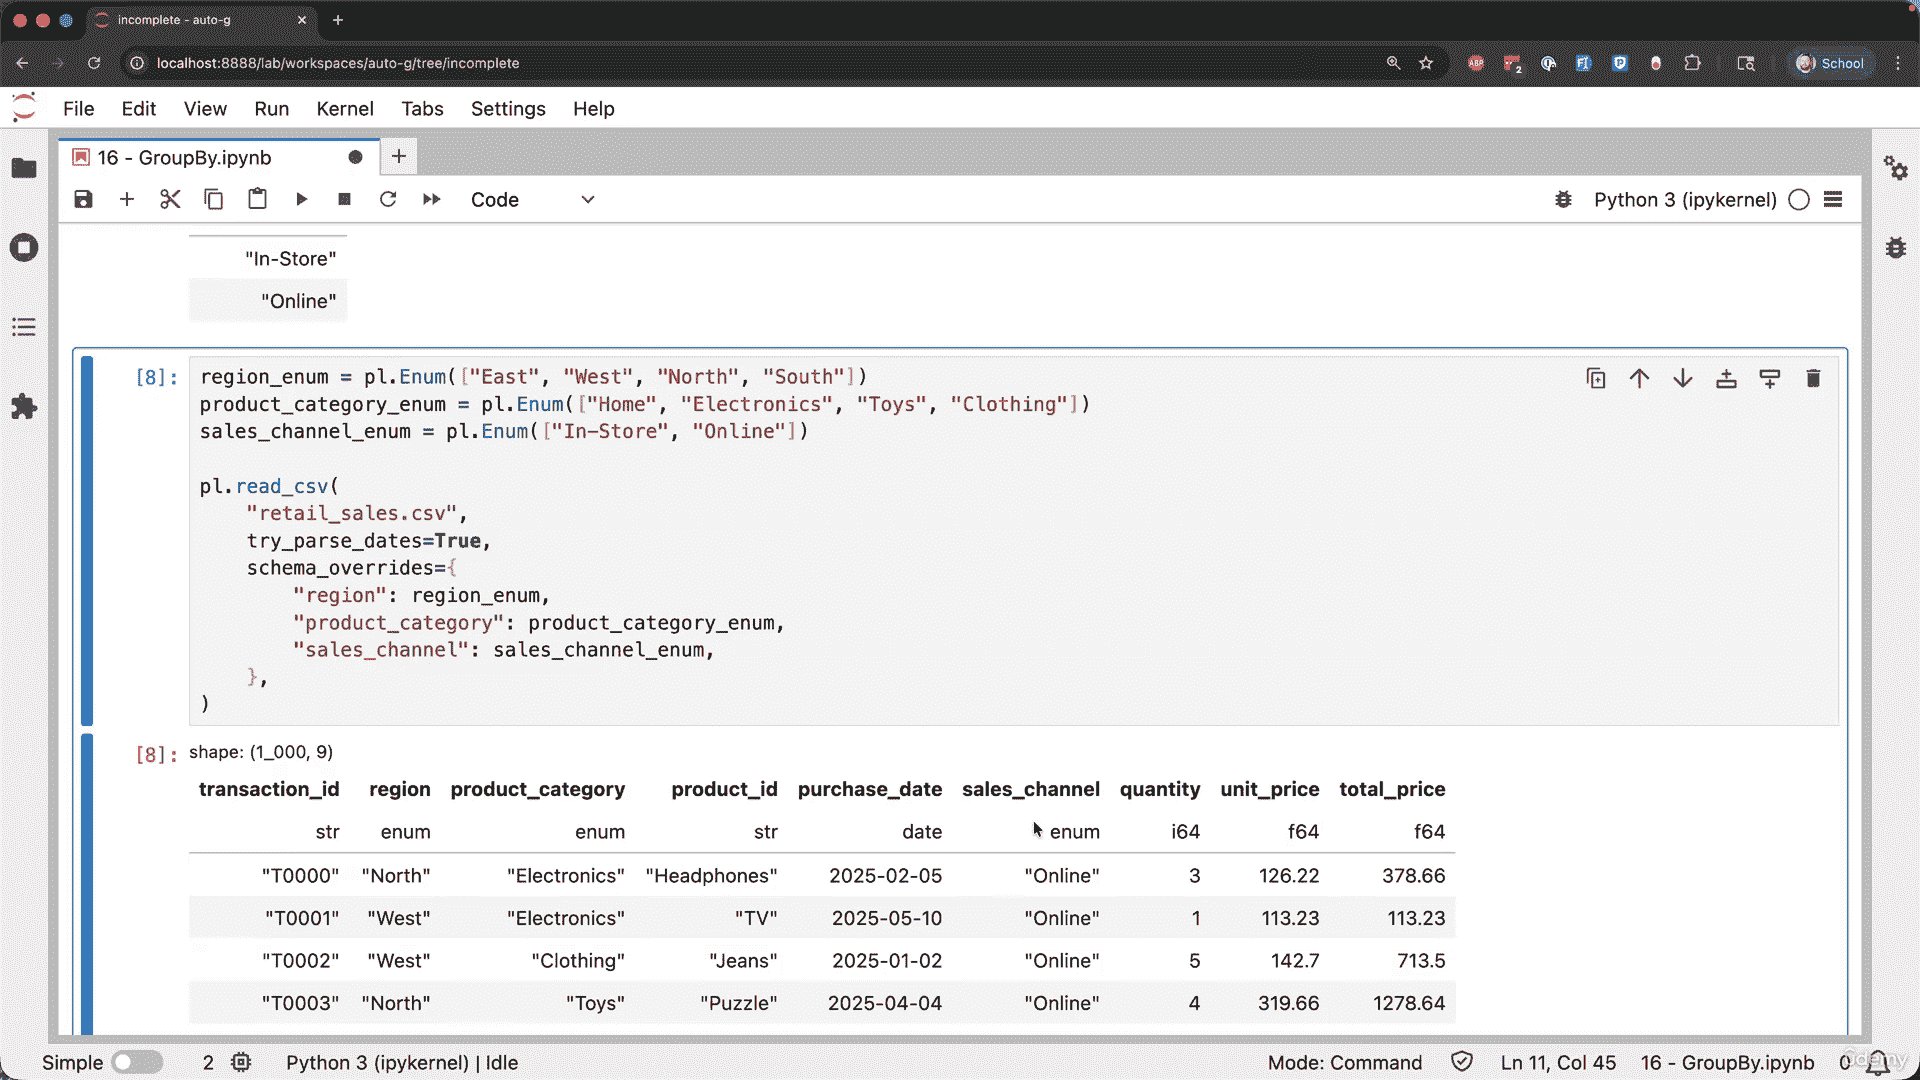 incomplete - auto-g
localhost:8888/lab/workspaces/auto-g/tree/incomplete
ABP
2
School
File Edit View Run Kernel Tabs Settings Help
16 - GroupBy.ipynb
Code
Python 3 (ipykernel)
"In-Store"
"Online"
[8]:
region_enum = pl.Enum(["East", "West", "North", "South"])
product_category_enum = pl.Enum(["Home", "Electronics", "Toys", "Clothing"])
sales_channel_enum = pl.Enum(["In-Store", "Online"])
pl.read_csv(
"retail_sales.csv",
try_parse_dates=True,
schema_overrides={
"region": region_enum,
"product_category": product_category_enum,
"sales_channel": sales_channel_enum,
},
)
[8]: shape: (1_000, 9)
transaction_id region product_category product_id purchase_date sales_channel quantity unit_price total_price
str enum enum str date enum i64 f64 f64
"T0000" "North" "Electronics" "Headphones" 2025-02-05 "Online" 3 126.22 378.66
"T0001" "West" "Electronics" "TV" 2025-05-10 "Online" 1 113.23 113.23
"T0002" "West" "Clothing" "Jeans" 2025-01-02 "Online" 5 142.7 713.5
"T0003" "North" "Toys" "Puzzle" 2025-04-04 "Online" 4 319.66 1278.64
Simple 2 Python 3 (ipykernel) | Idle Mode: Command Ln 11, Col 45 16 - GroupBy.ipynb 0
Udemy